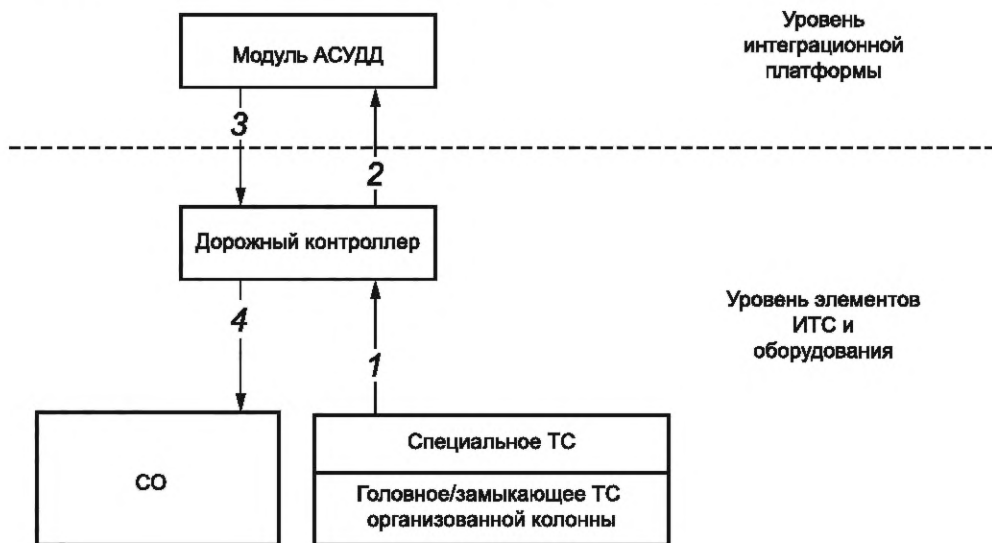 Модуль АСУДД
Уровень
интеграционной
платформы
3
2
Дорожный контроллер
4
1
Уровень элементов
ИТС и
оборудования
СО
Специальное ТС
Головное/замыкающее ТС
организованной колонны